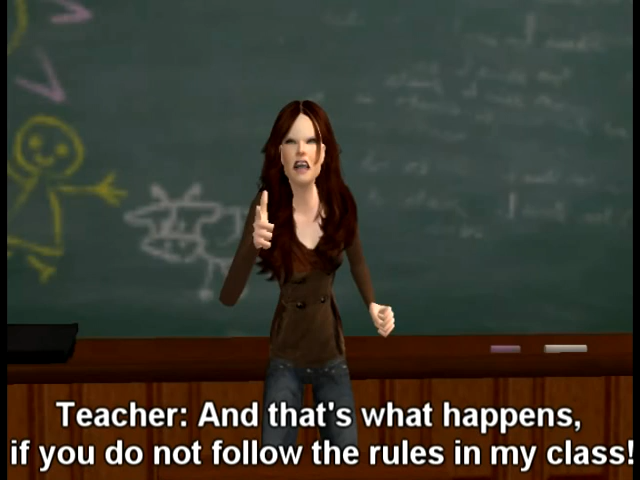 Teacher: And that's what happens,
if you do not follow the rules in my class!